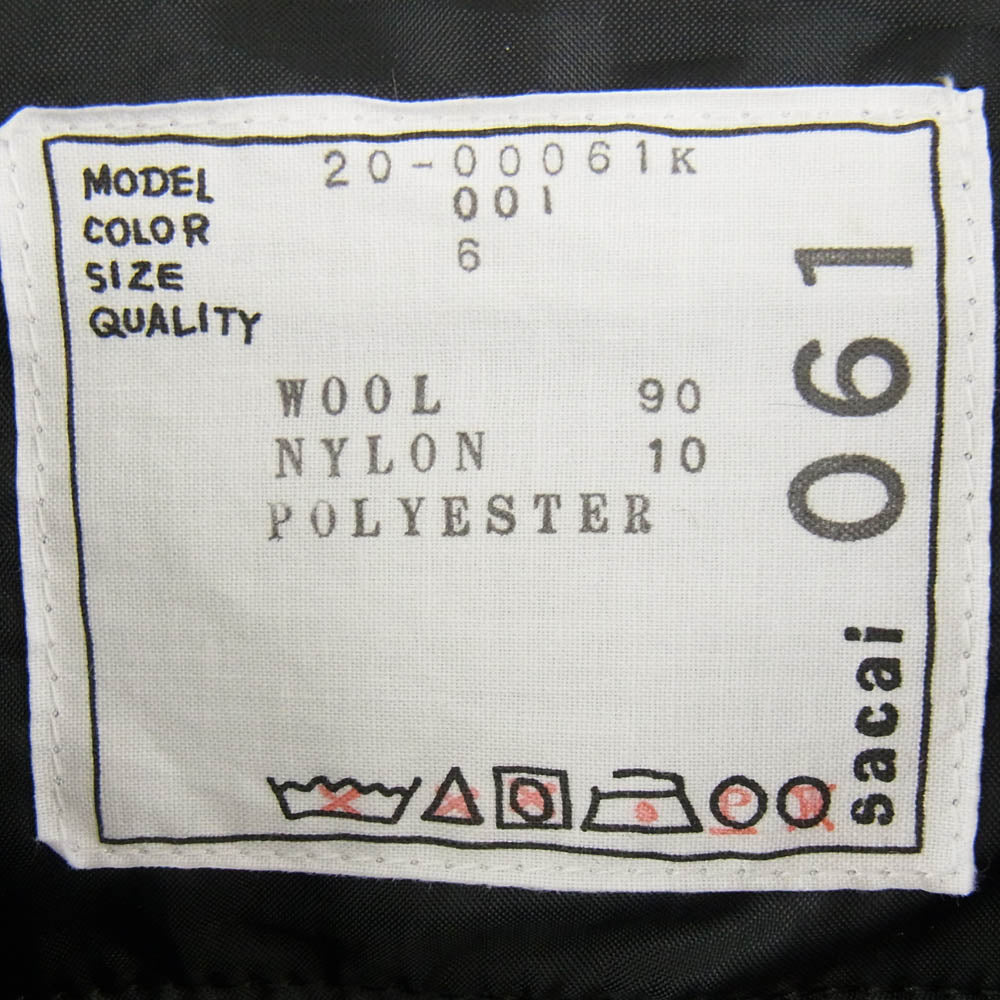 MODEL 20-00061K
COLOR 001
SIZE 6
QUALITY
WOOL 90
NYLON 10
POLYESTER
P W
sacai 061